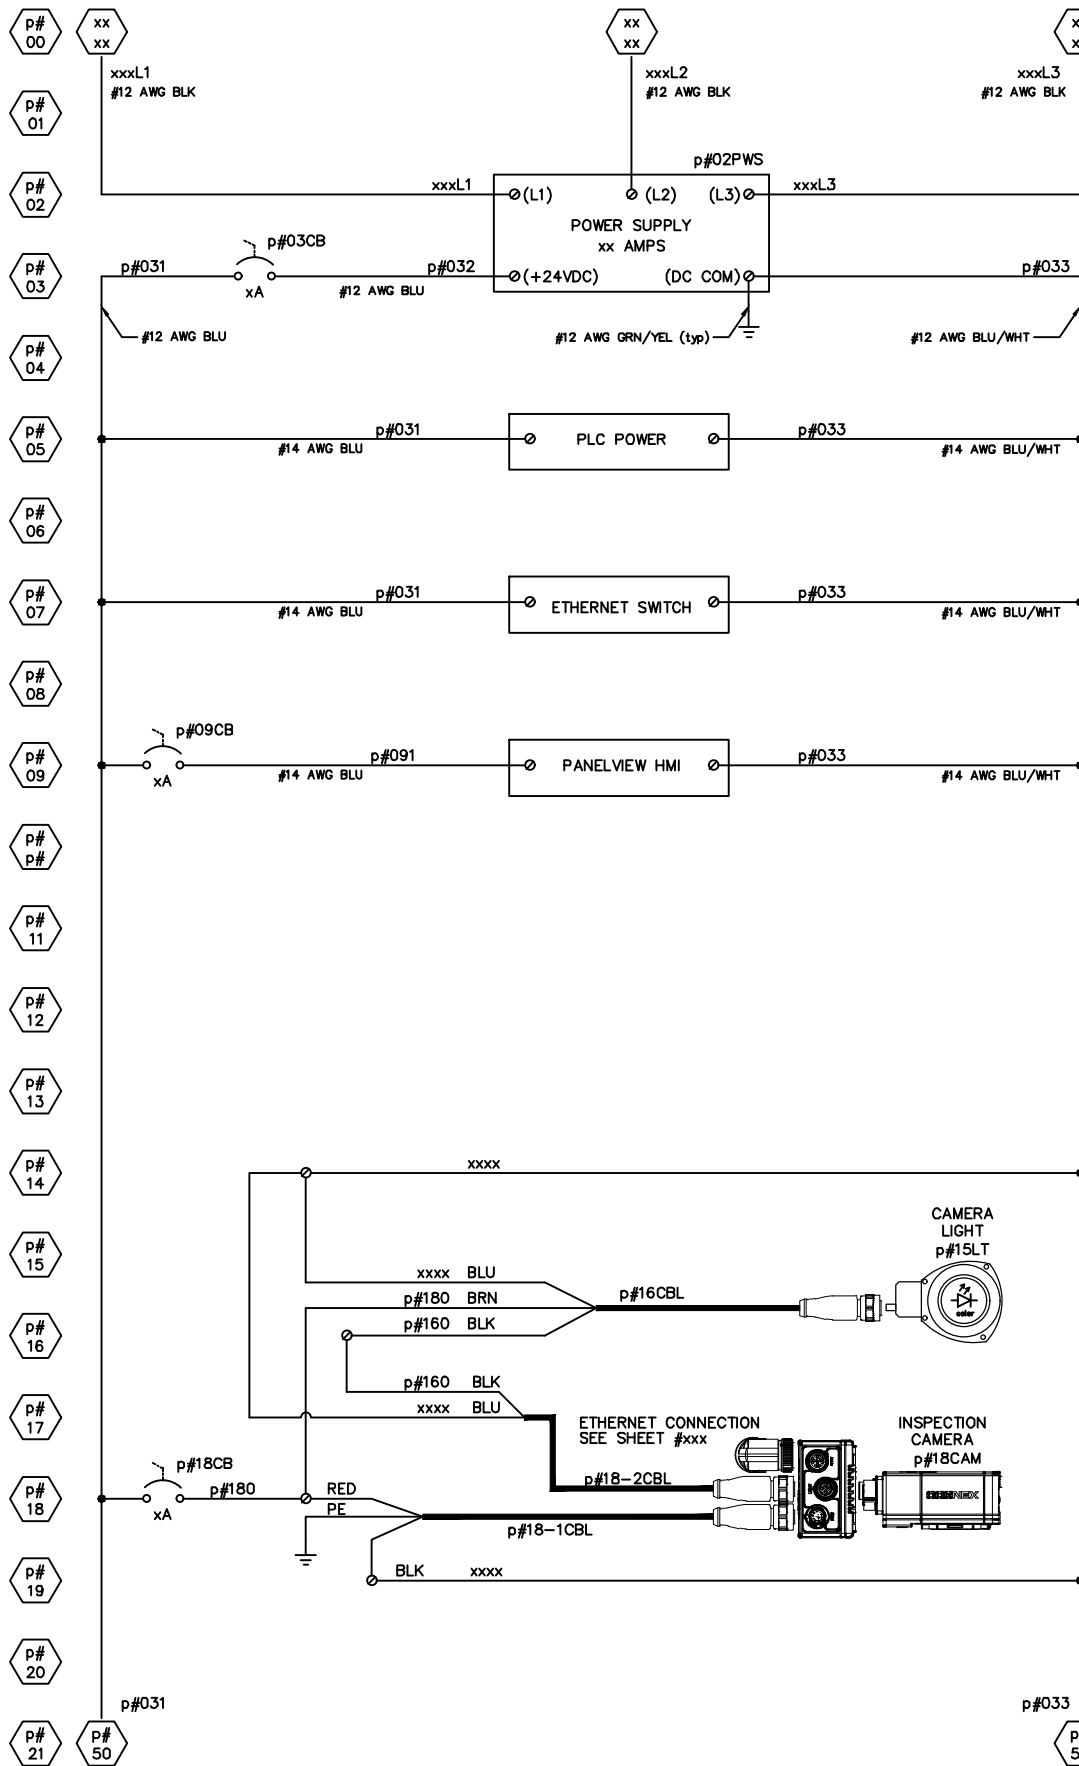 p#
00
xx
xx
xx
xx
xxxL1
#12 AWG BLK
xxxL2
#12 AWG BLK
xxxL3
#12 AWG BLK
p#
01
p#02PWS
p#
02
xxxL1
(L1)
(L2)
(L3)
xxxL3
POWER SUPPLY
xx AMPS
p#
03
p#031
p#03CB
xA
p#032
#12 AWG BLU
(+24VDC)
(DC COM)
p#033
#12 AWG BLU
#12 AWG GRN/YEL (typ)
#12 AWG BLU/WHT
p#
04
p#
05
p#031
#14 AWG BLU
PLC POWER
p#033
#14 AWG BLU/WHT
p#
06
p#
07
p#031
#14 AWG BLU
ETHERNET SWITCH
p#033
#14 AWG BLU/WHT
p#
08
p#
09
p#09CB
xA
p#091
#14 AWG BLU
PANELVIEW HMI
p#033
#14 AWG BLU/WHT
p#
p#
p#
11
p#
12
p#
13
p#
14
xxxx
CAMERA
LIGHT
p#15LT
p#
15
xxxx BLU
p#180 BRN
p#160 BLK
p#16CBL
color
p#
16
p#160 BLK
xxxx BLU
p#
17
ETHERNET CONNECTION
SEE SHEET #xxx
INSPECTION
CAMERA
p#18CAM
p#
18
p#18CB
xA
p#180
RED
PE
p#18-2CBL
p#18-1CBL
p#
19
BLK xxxx
p#
20
p#031
p#033
p#
21
p#
50